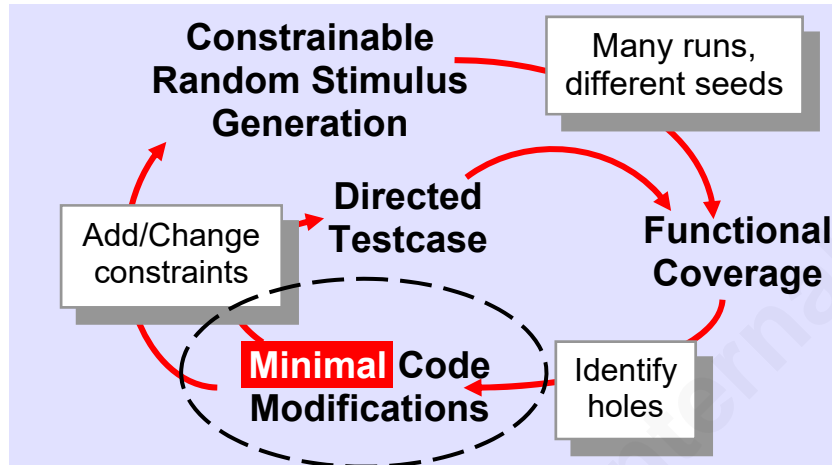 Constrainable
Random Stimulus
Generation
Many runs,
different seeds
Directed
Testcase
Add/Change
constraints
Functional
Coverage
Minimal Code
Modifications
Identify
holes